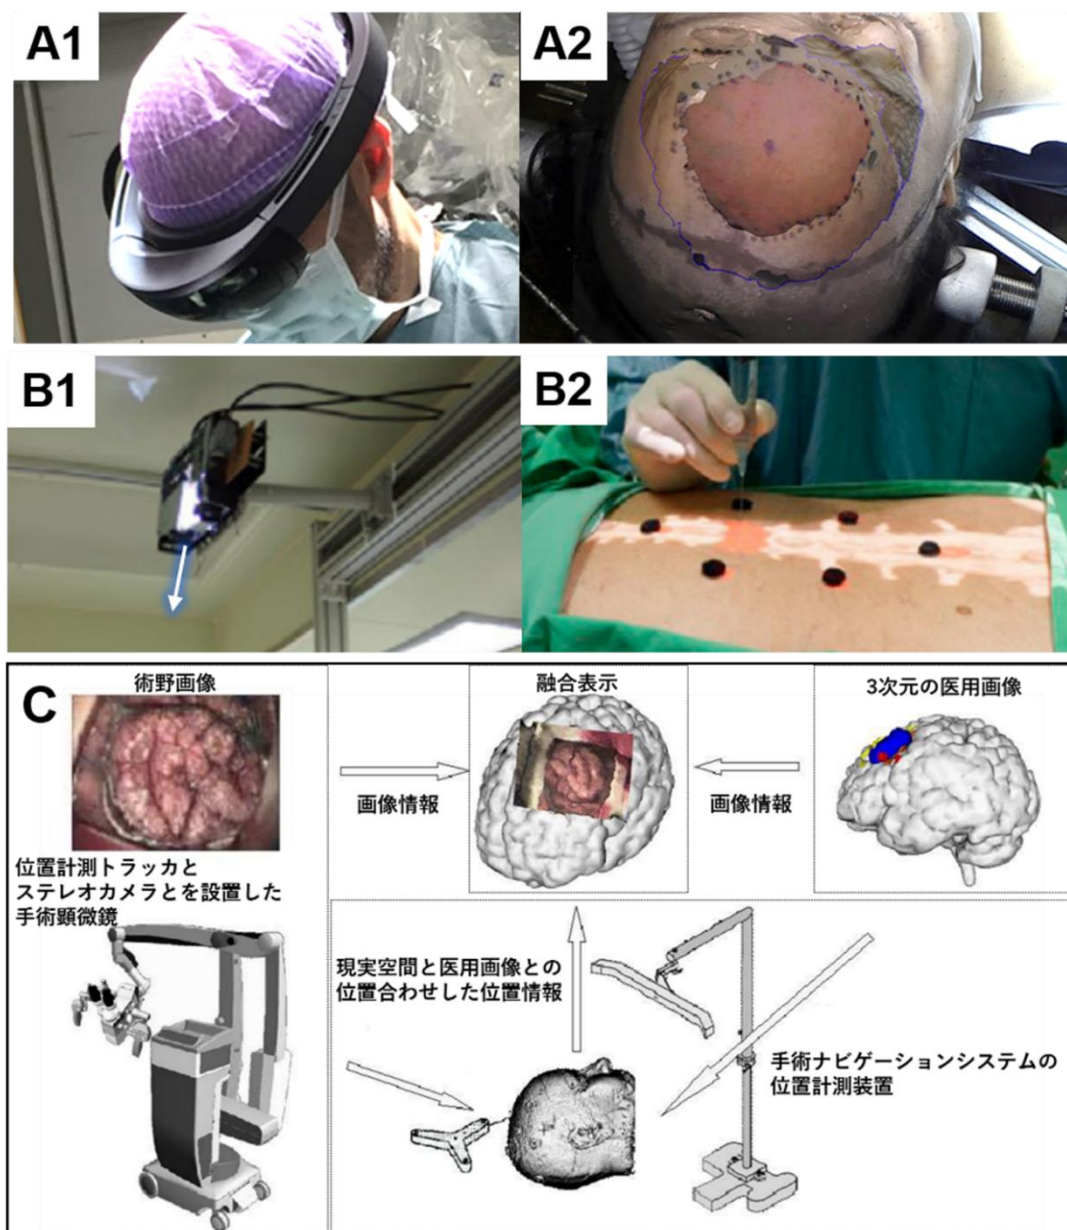 A1
A2
B1
B2
C
術野画像
融合表示
3次元の医用画像
画像情報
画像情報
位置計測トラッカと
ステレオカメラとを設置した
手術顕微鏡
現実空間と医用画像との
位置合わせした位置情報
手術ナビゲーションシステムの
位置計測装置